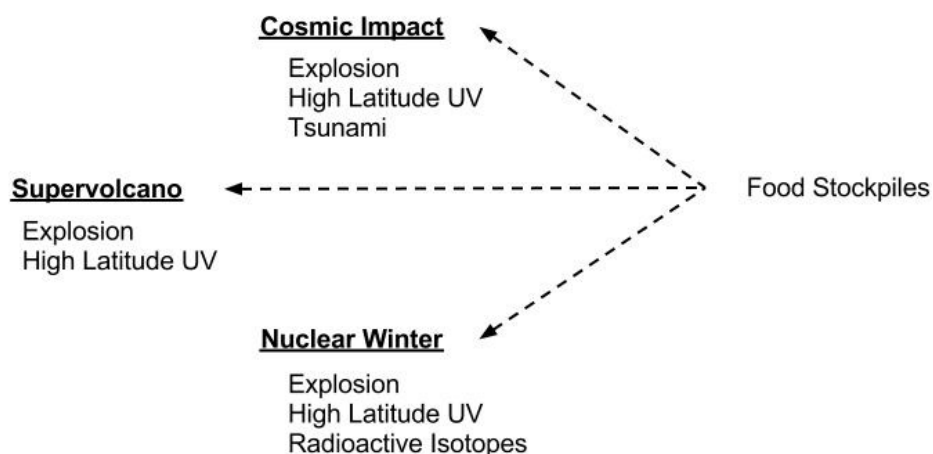 Cosmic Impact
Explosion
High Latitude UV
Tsunami
Supervolcano
Explosion
High Latitude UV
Food Stockpiles
Nuclear Winter
Explosion
High Latitude UV
Radioactive Isotopes